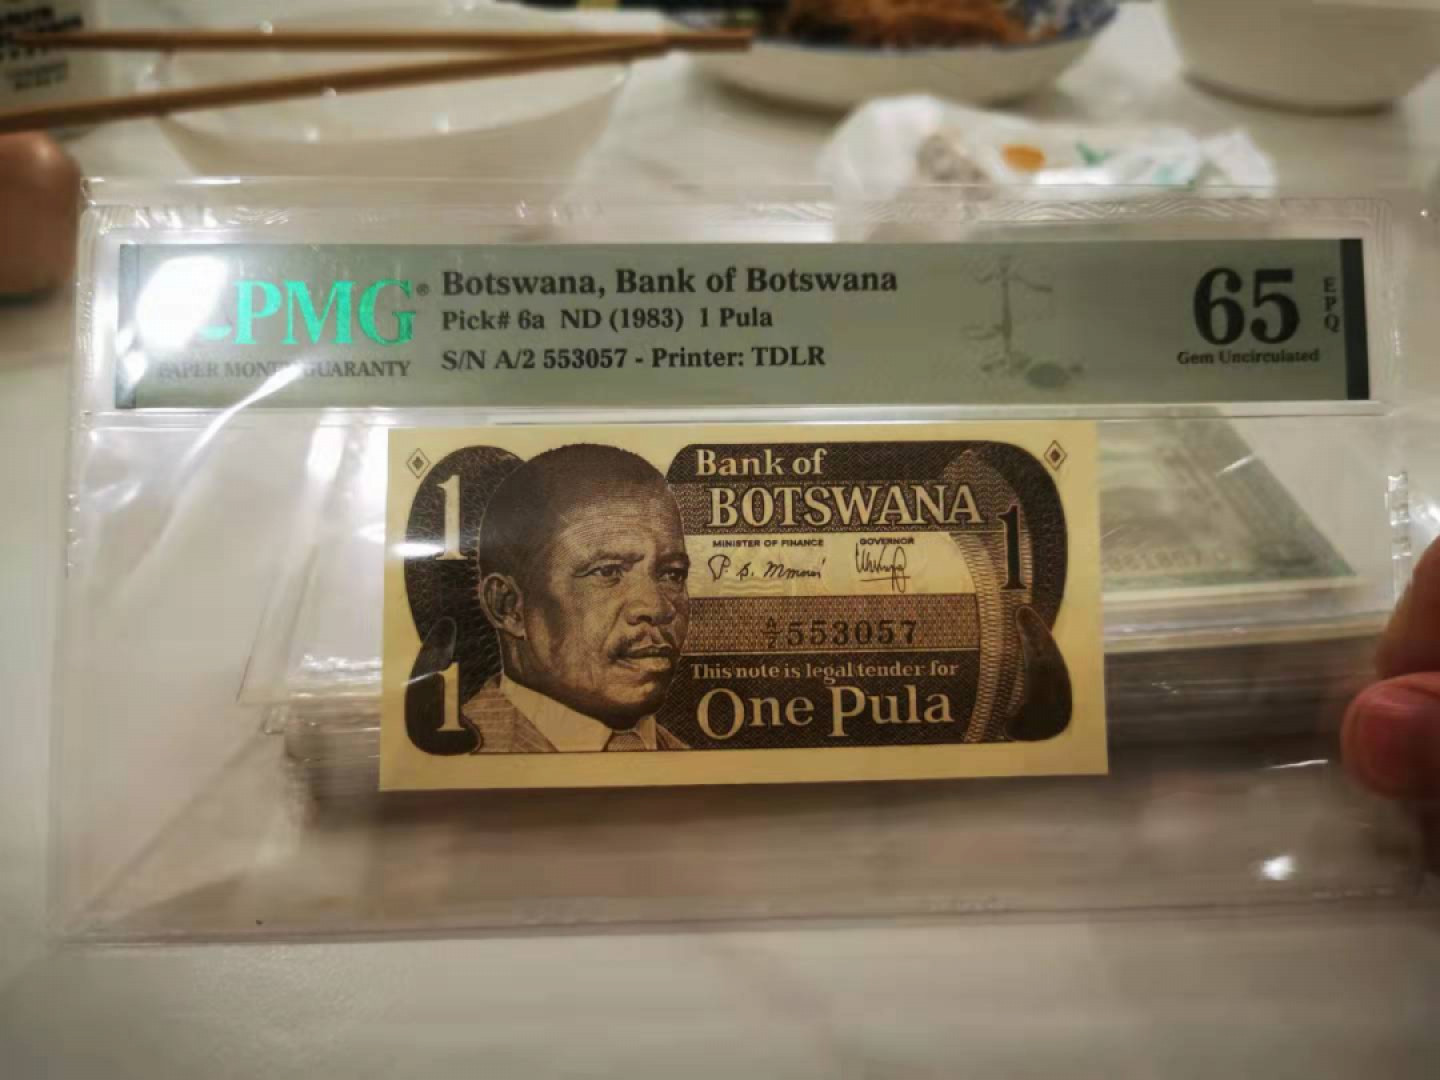 PMG®
PAPER MONEY GUARANTY
Botswana, Bank of Botswana
Pick# 6a ND (1983) 1 Pula
S/N A/2 553057 - Printer: TDLR
65
EPQ
Gem Uncirculated
1
1
1
Bank of
BOTSWANA
MINISTER OF FINANCE
GOVERNOR
A/2 553057
This note is legal tender for
One Pula